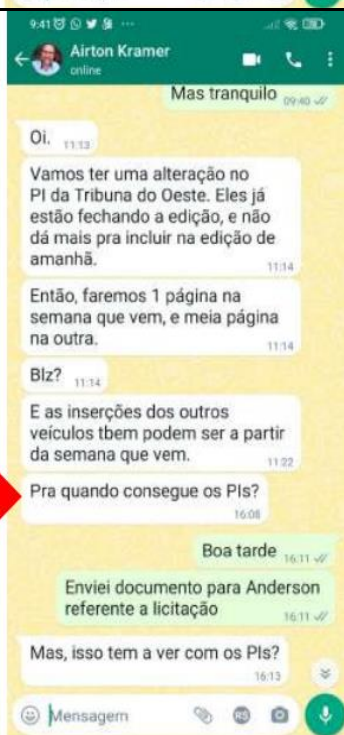 9:41
Airton Kramer
online
Mas tranquilo 09:40
Oi. 11:13
Vamos ter uma alteração no
PI da Tribuna do Oeste. Eles já
estão fechando a edição, e não
dá mais pra incluir na edição de
amanhã. 11:14
Então, faremos 1 página na
semana que vem, e meia página
na outra. 11:14
Blz? 11:14
E as inserções dos outros
veículos tbem podem ser a partir
da semana que vem. 11:22
Pra quando consegue os PIs?
16:08
Boa tarde 16:11
Enviei documento para Anderson
referente a licitação 16:11
Mas, isso tem a ver com os PIs?
16:13
Mensagem